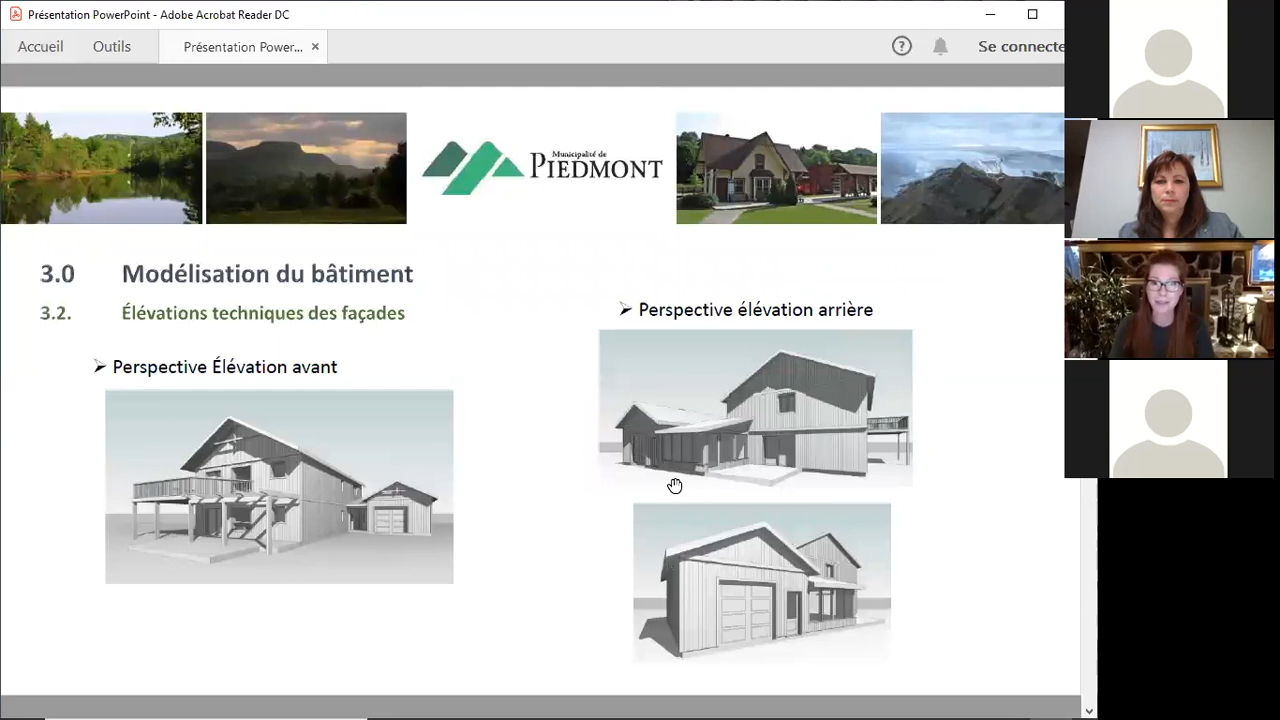 Présentation PowerPoint - Adobe Acrobat Reader DC
Accueil
Outils
Présentation Power...
Se connecte
Municipalité de
PIEDMONT
3.0 Modélisation du bâtiment
3.2. Élévations techniques des façades
Perspective Élévation avant
Perspective élévation arrière